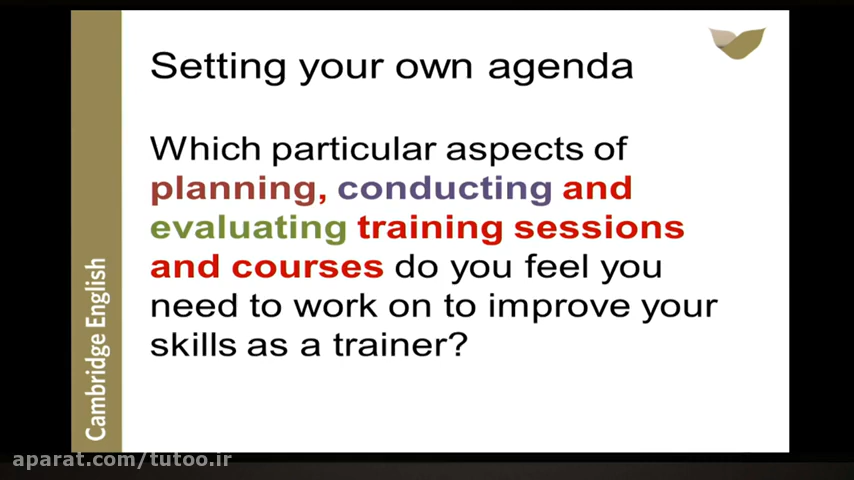 Setting your own agenda
Which particular aspects of
planning, conducting and
evaluating training sessions
and courses do you feel you
need to work on to improve your
skills as a trainer?
Cambridge English
aparat.com/tutoo.ir